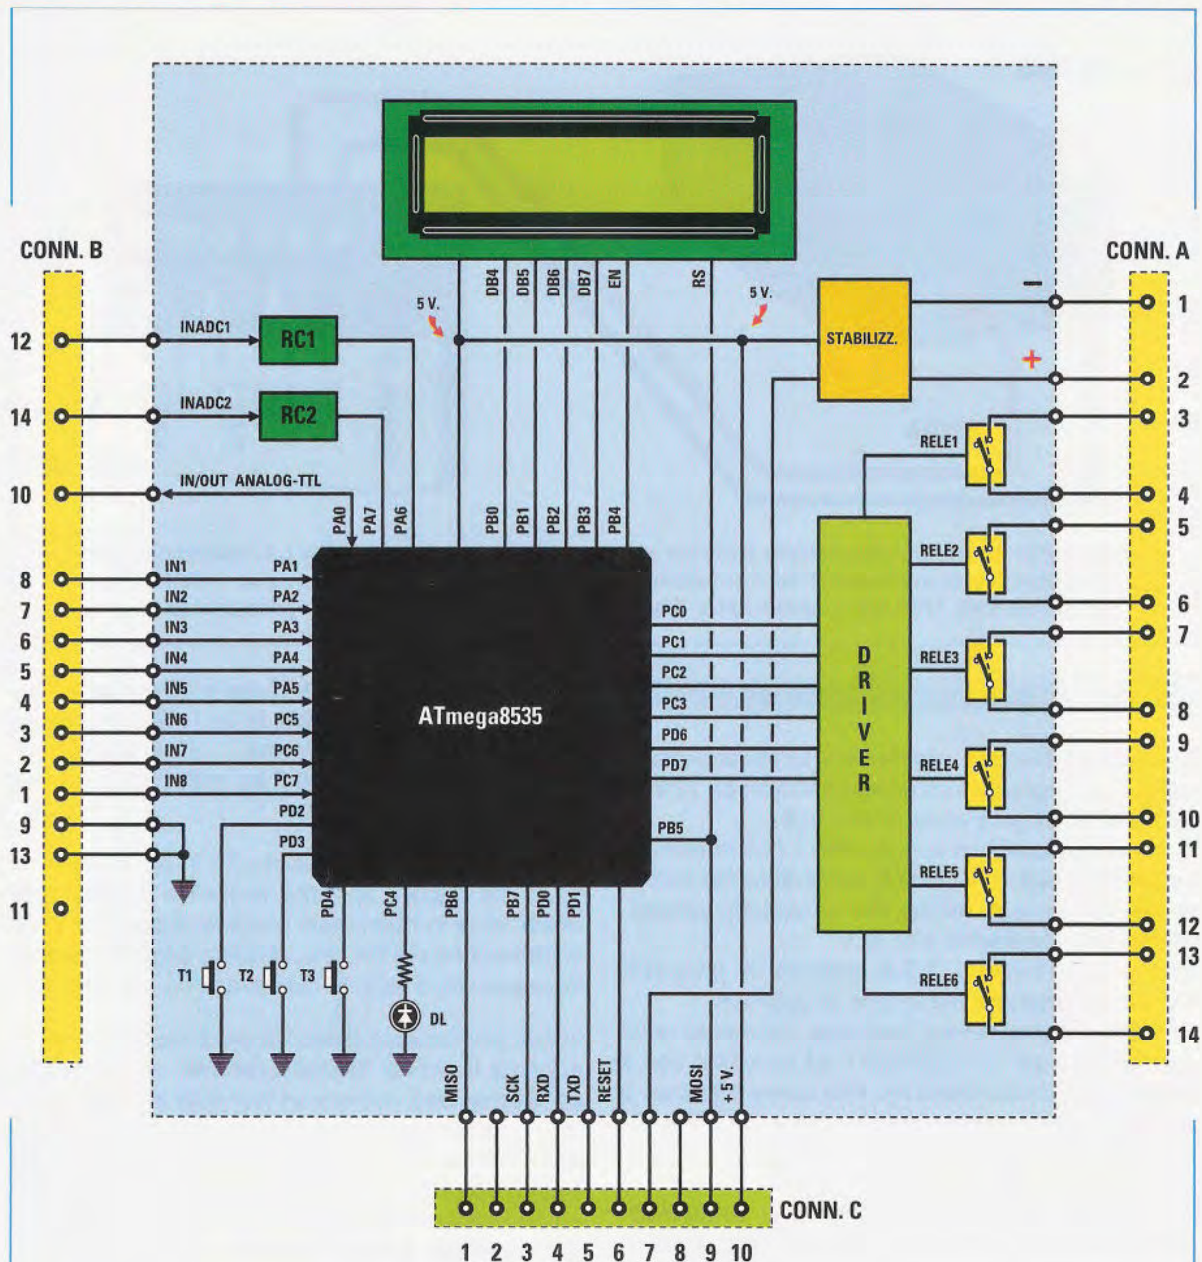 CONN. B
CONN. A
DB4
DB5
DB6
DB7
EN
RS
5 V.
5 V.
STABILIZZ.
−
+
12
INADC1
RC1
14
INADC2
RC2
10
IN/OUT ANALOG-TTL
PA0
PA7
PA6
PB0
PB1
PB2
PB3
PB4
8 IN1 PA1
7 IN2 PA2
6 IN3 PA3
5 IN4 PA4
4 IN5 PA5
3 IN6 PC5
2 IN7 PC6
1 IN8 PC7
9
13
11
PD2
PD3
ATmega8535
PC0
PC1
PC2
PC3
PD6
PD7
PB5
DRIVER
RELE1
RELE2
RELE3
RELE4
RELE5
RELE6
1
2
3
4
5
6
7
8
9
10
11
12
13
14
PD4
PC4
PB6
PB7
PD0
PD1
T1
T2
T3
DL
MISO
SCK
RXD
TXD
RESET
MOSI
+ 5 V.
CONN. C
1 2 3 4 5 6 7 8 9 10